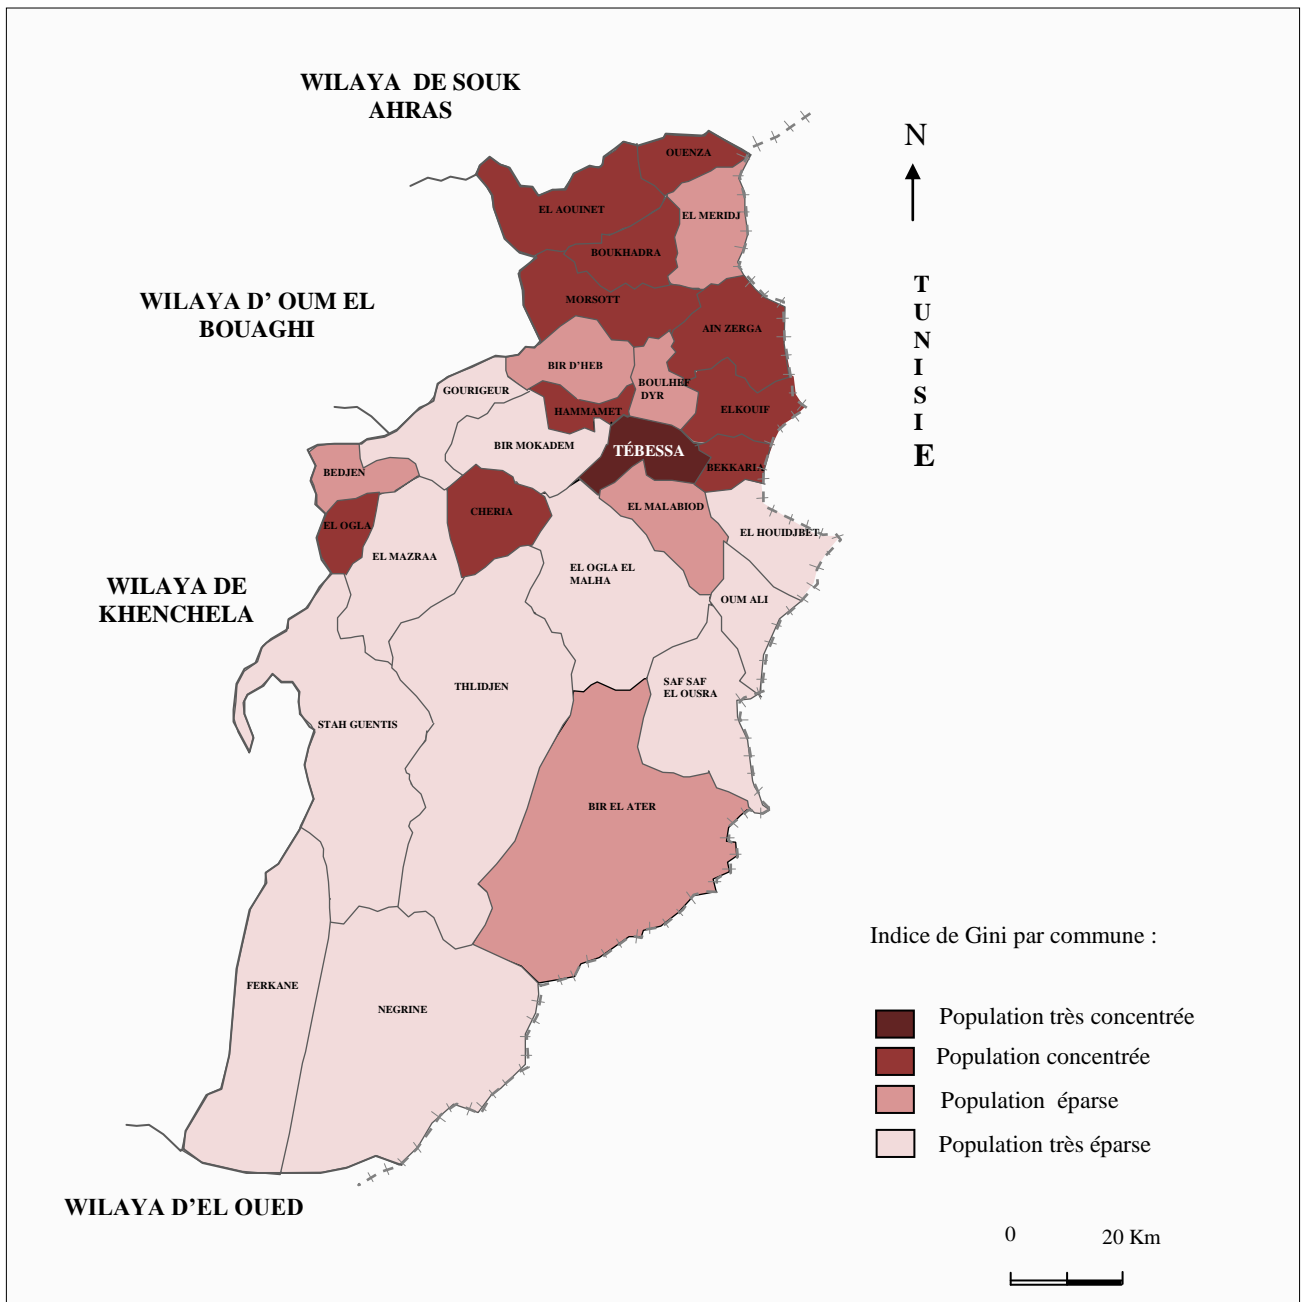 WILAYA DE SOUK
AHRAS
N
OUENZA
EL AOUINET
EL MERIDJ
BOUKHADRA
WILAYA D' OUM EL
BOUAGHI
T
U
N
I
S
I
E
MORSOTT
AIN ZERGA
BIR D'HEB
BOULHEF
DYR
GOURIGEUR
HAMMAMET
ELKOUIF
BIR MOKADEM
TÉBESSA
BEDJEN
BEKKARIA
EL OGLA
CHERIA
EL MALABIOD
EL HOUIDJBET
EL MAZRAA
EL OGLA EL
MALHA
WILAYA DE
KHENCHELA
OUM ALI
THLIDJEN
SAF SAF
EL OUSRA
STAH GUENTIS
BIR EL ATER
Indice de Gini par commune :
FERKANE
NEGRINE
Population très concentrée
Population concentrée
Population éparse
Population très éparse
WILAYA D'EL OUED
0
20 Km